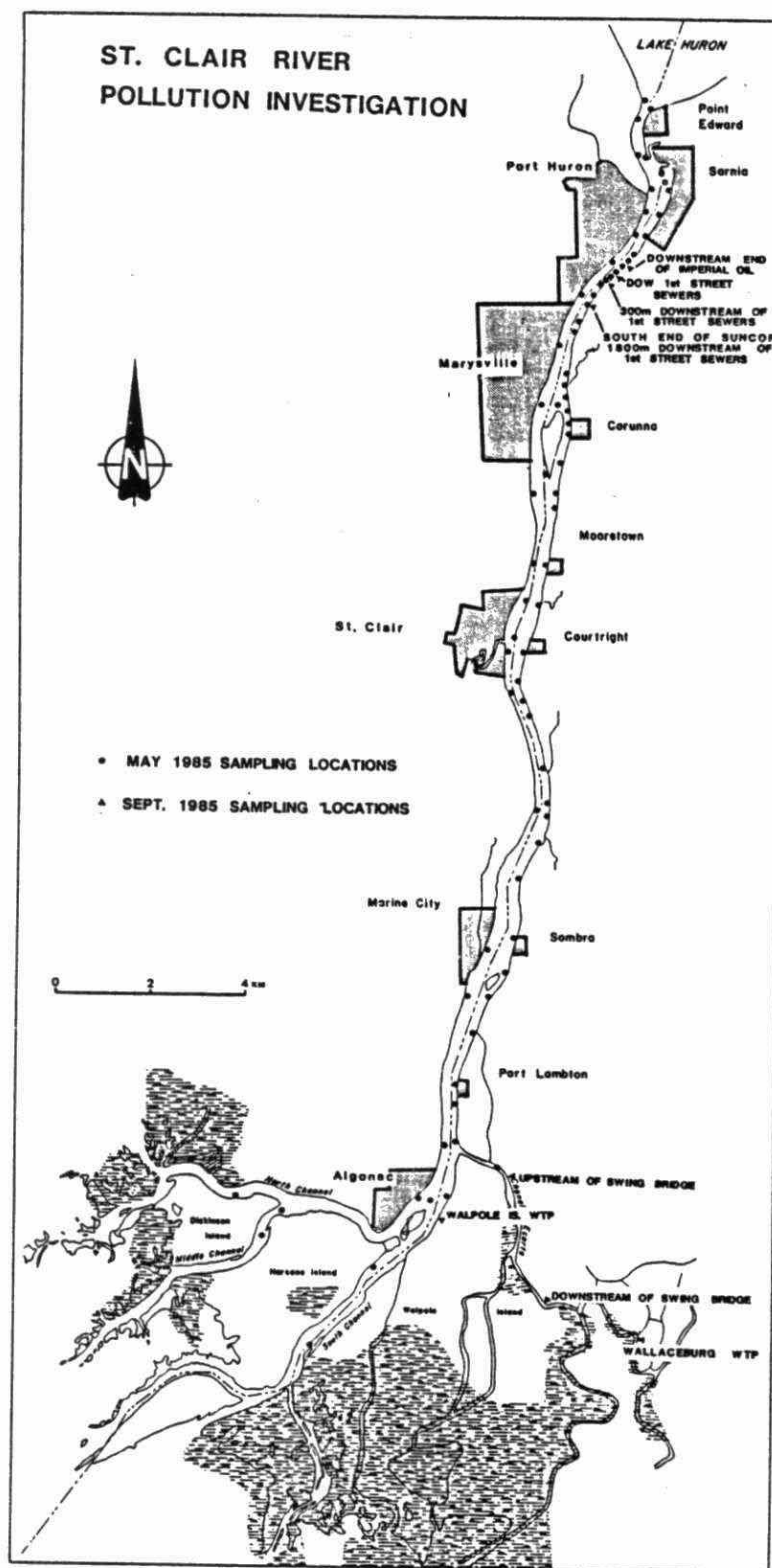 ST. CLAIR RIVER
POLLUTION INVESTIGATION
LAKE HURON
Point
Edward
Port Huron
Sarnia
DOWNSTREAM END
OF IMPERIAL OIL
DOW 1st STREET
SEWERS
300m DOWNSTREAM OF
1st STREET SEWERS
SOUTH END OF SUNCOR
1800m DOWNSTREAM OF
1st STREET SEWERS
Marysville
N
Corunna
Mooretown
St. Clair
Courtright
MAY 1985 SAMPLING LOCATIONS
SEPT. 1985 SAMPLING LOCATIONS
Marine City
Sombra
0 2 4 KM
Port Lambton
Algonac
North Channel
UPSTREAM OF SWING BRIDGE
WALPOLE IS. WTP
Dickinson
Island
Middle Channel
Harsens Island
South Channel
Walpole Island
DOWNSTREAM OF SWING BRIDGE
WALLACEBURG WTP